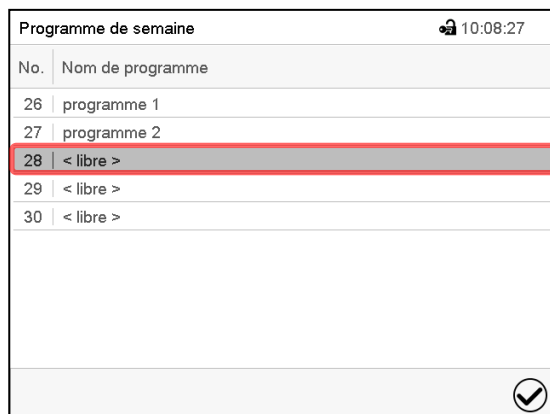 Programme de semaine 10:08:27
No. Nom de programme
26 programme 1
27 programme 2
28 < libre >
29 < libre >
30 < libre >